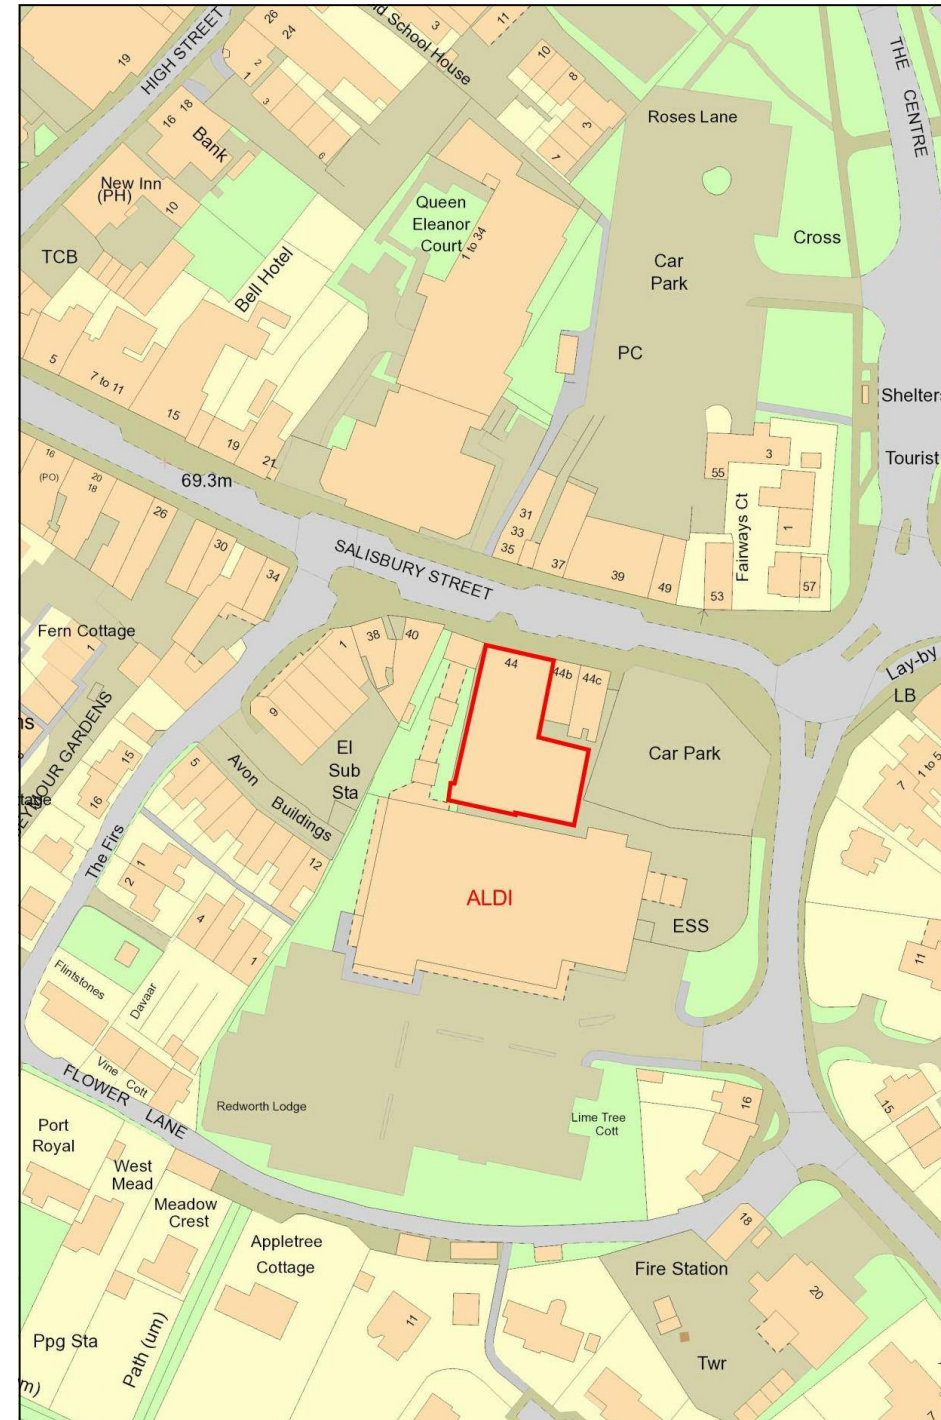 HIGH STREET
19
26
24
2
1
3
6
School House
3
11
10
8
3
7
THE CENTRE
Roses Lane
16 18
Bank
New Inn
(PH)
10
TCB
Queen
Eleanor
Court
1 to 34
Bell Hotel
Car
Park
Cross
PC
Shelters
Tourist
5
7 to 11
15
19
21
69.3m
16
(PO)
20
18
26
30
34
SALISBURY STREET
31
33
35
37
39
49
53
55
3
Fairways Ct
1
57
Fern Cottage
1
SEYMOUR GARDENS
15
16
The Firs
9
1
38
40
44
44b
44c
Car Park
Lay-by
LB
7
1 to 5
El
Sub
Sta
5
Avon
Buildings
12
1
2
4
1
ALDI
ESS
11
Flintstones
Davaar
Vine Cott
FLOWER LANE
Redworth Lodge
Lime Tree
Cott
16
15
Port
Royal
West
Mead
Meadow
Crest
Appletree
Cottage
11
18
Fire Station
20
Twr
Ppg Sta
Path (um)
m)
7